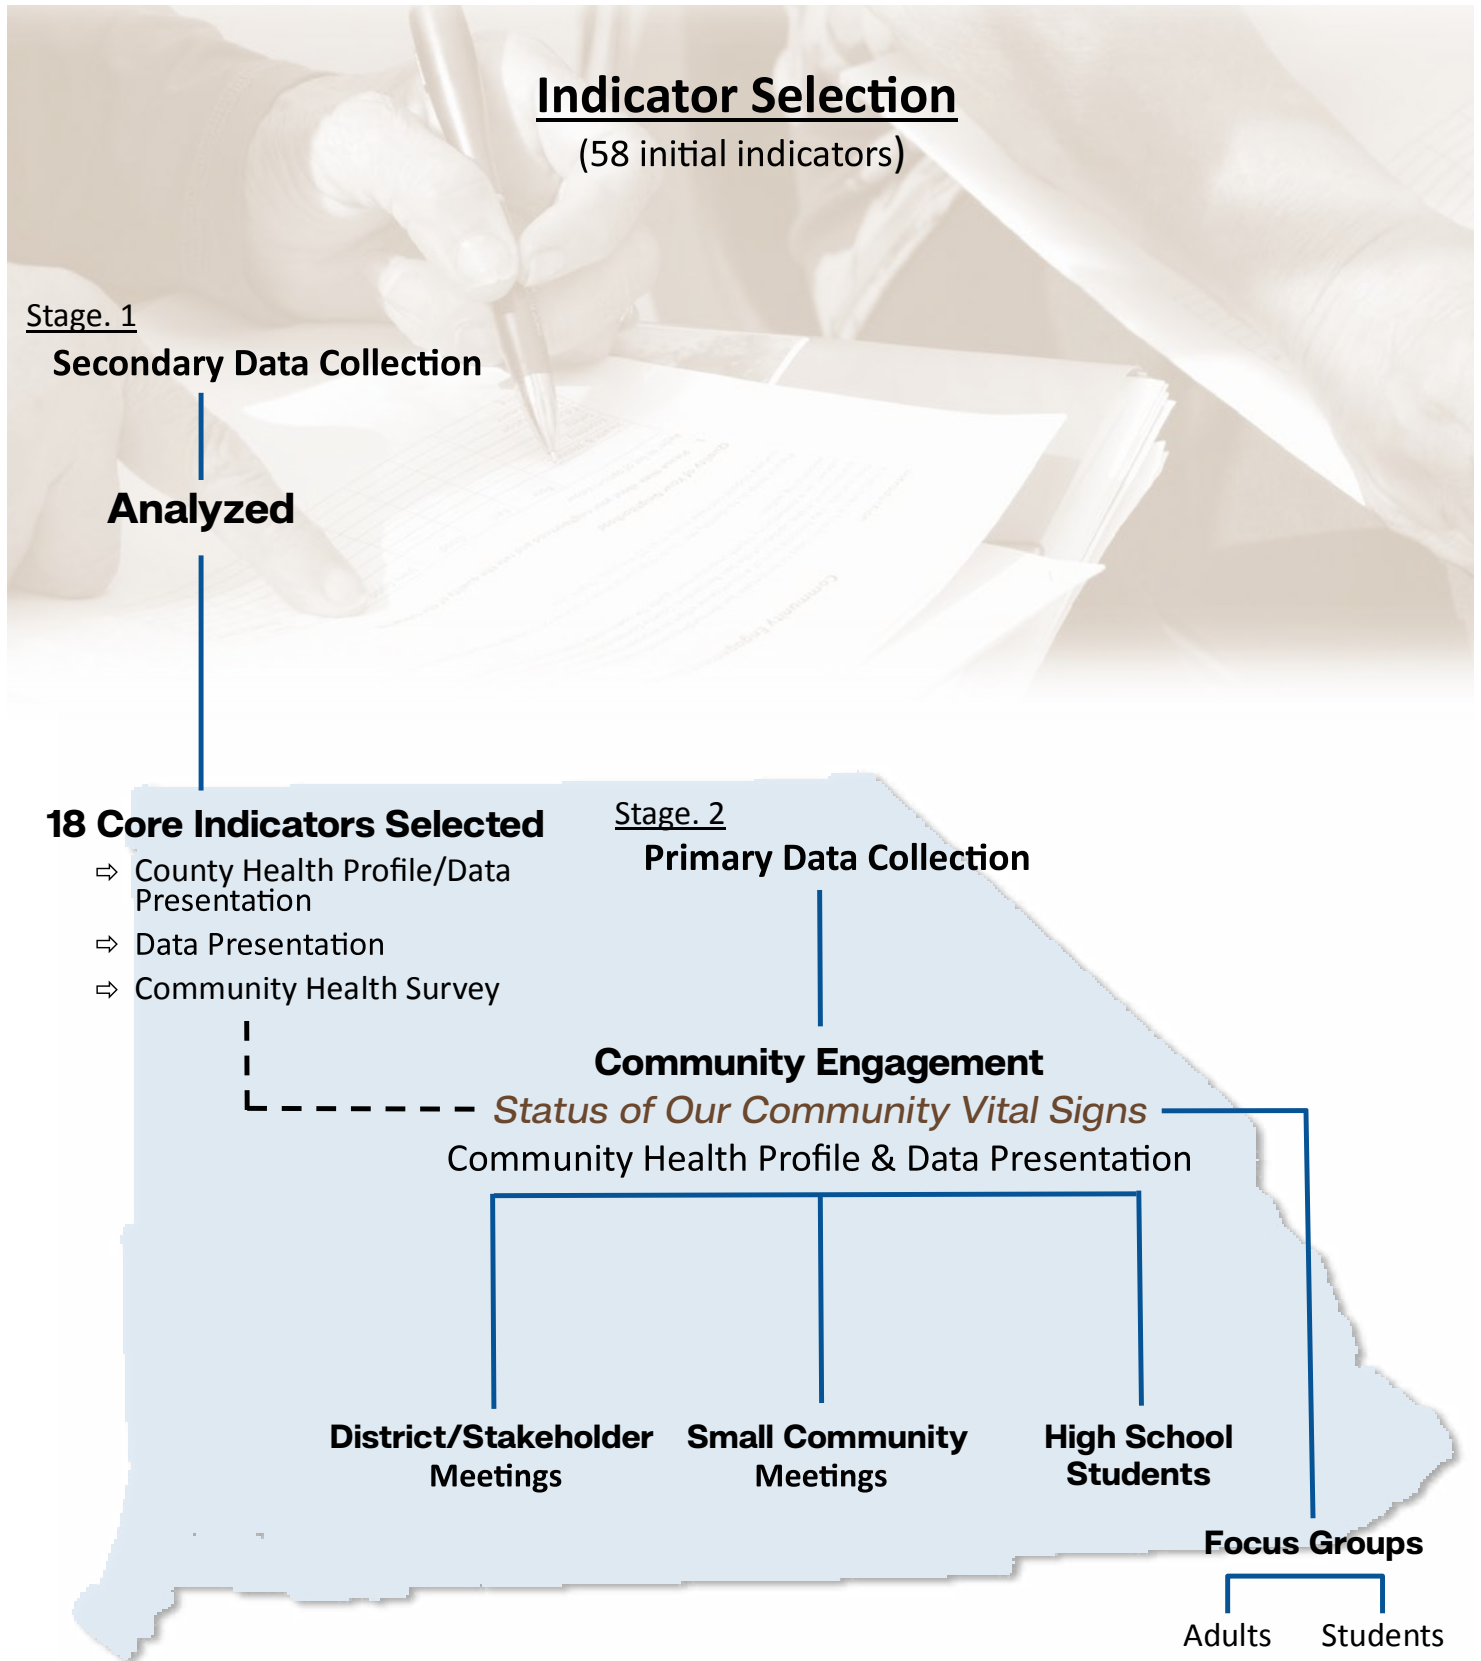 Indicator Selection
(58 initial indicators)
Stage. 1
Secondary Data Collection
Analyzed
18 Core Indicators Selected
⇨ County Health Profile/Data
Presentation
⇨ Data Presentation
⇨ Community Health Survey
Stage. 2
Primary Data Collection
Community Engagement
Status of Our Community Vital Signs
Community Health Profile & Data Presentation
District/Stakeholder
Meetings
Small Community
Meetings
High School
Students
Focus Groups
Adults
Students